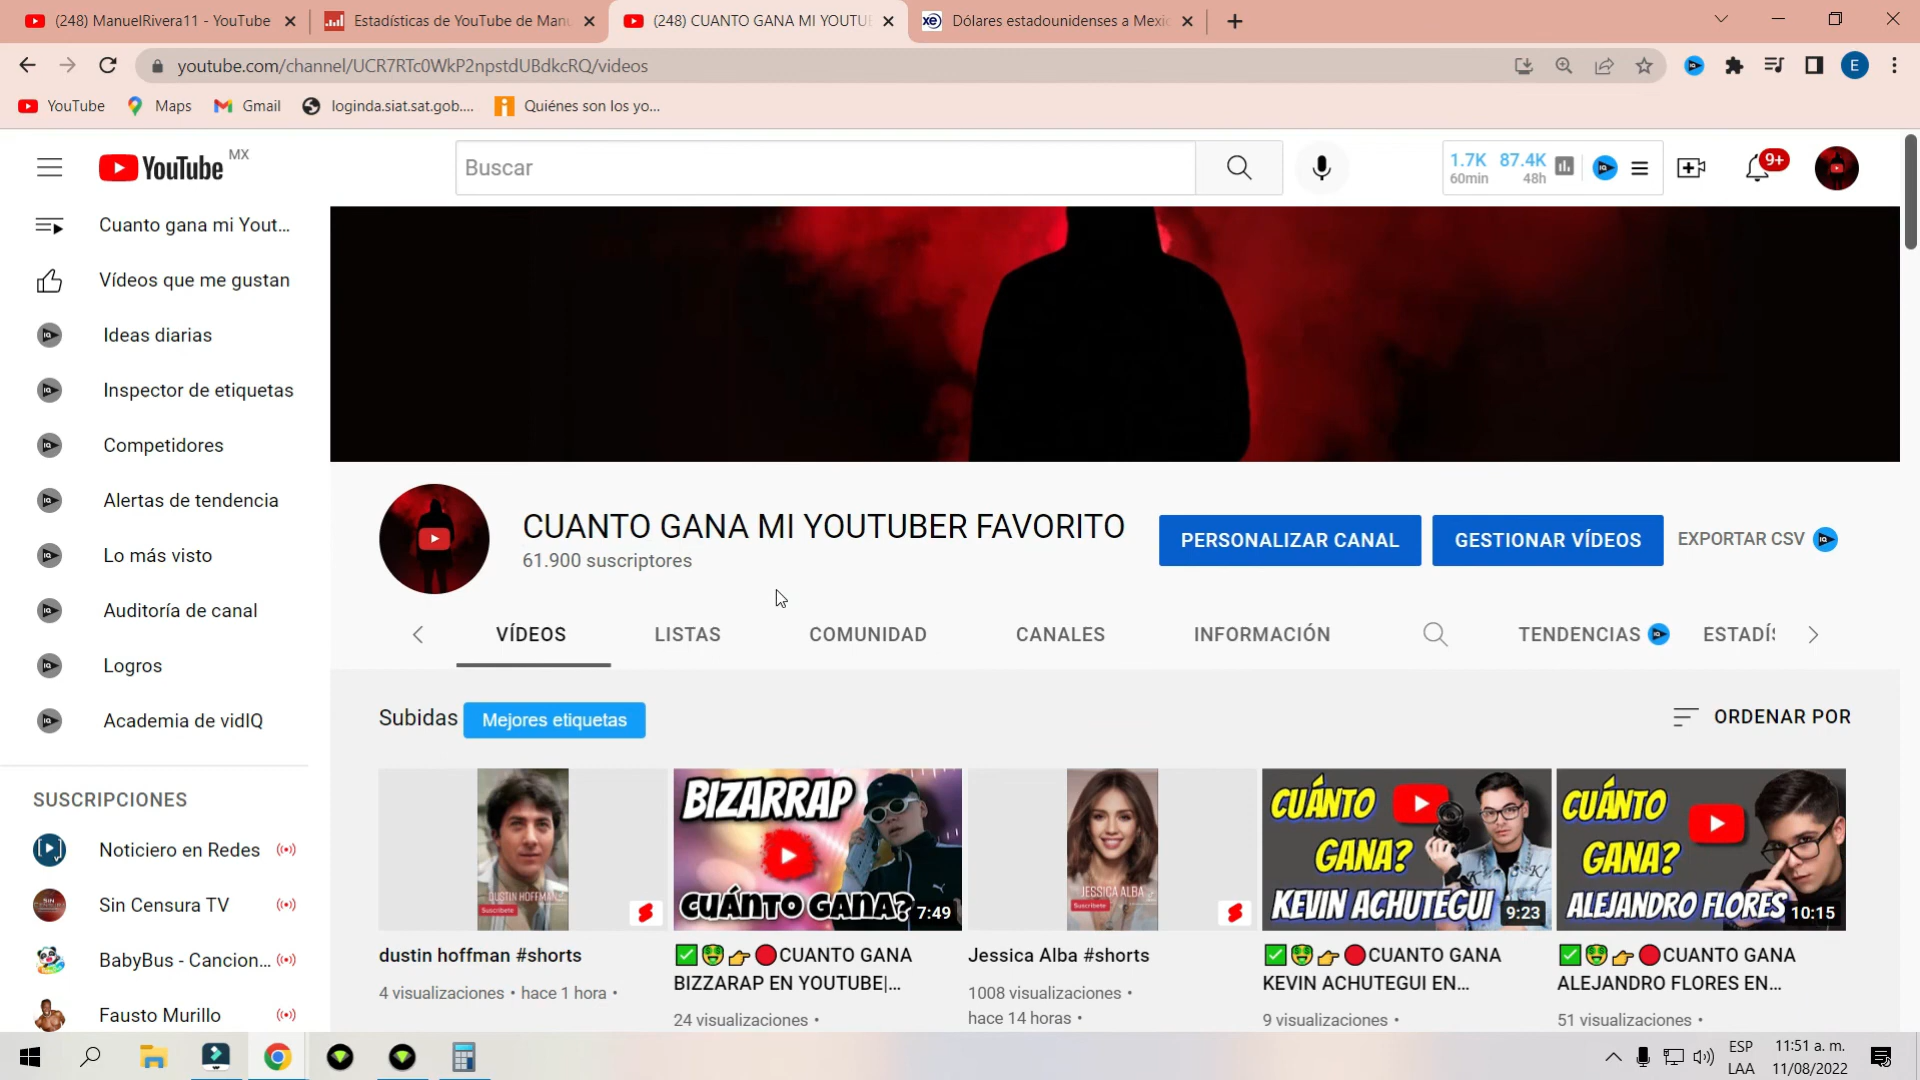 (248) ManuelRivera11 - YouTube
Estadísticas de YouTube de Manu
(248) CUANTO GANA MI YOUTU
Dólares estadounidenses a Mexic
youtube.com/channel/UCR7RTc0WkP2npstdUBdkcRQ/videos
E
YouTube
Maps
Gmail
loginda.siat.sat.gob....
Quiénes son los yo...
YouTube MX
Buscar
1.7K 87.4K
60min 48h
9+
Cuanto gana mi Yout...
Vídeos que me gustan
Ideas diarias
Inspector de etiquetas
Competidores
Alertas de tendencia
Lo más visto
Auditoría de canal
Logros
Academia de vidIQ
SUSCRIPCIONES
Noticiero en Redes
Sin Censura TV
BabyBus - Cancion...
Fausto Murillo
CUANTO GANA MI YOUTUBER FAVORITO
61.900 suscriptores
PERSONALIZAR CANAL
GESTIONAR VÍDEOS
EXPORTAR CSV
VÍDEOS
LISTAS
COMUNIDAD
CANALES
INFORMACIÓN
TENDENCIAS
ESTADÍS
Subidas
Mejores etiquetas
ORDENAR POR
DUSTIN HOFFMAN
Suscribete
BIZARRAP
CUÁNTO GANA?
7:49
JESSICA ALBA
Suscribete
CUÁNTO
GANA?
KEVIN ACHUTEGUI
9:23
CUÁNTO
GANA?
ALEJANDRO FLORES
10:15
dustin hoffman #shorts
4 visualizaciones • hace 1 hora •
✅🤑👉🔴CUANTO GANA
BIZZARAP EN YOUTUBE|...
24 visualizaciones •
Jessica Alba #shorts
1008 visualizaciones •
hace 14 horas •
✅🤑👉🔴CUANTO GANA
KEVIN ACHUTEGUI EN...
9 visualizaciones •
✅🤑👉🔴CUANTO GANA
ALEJANDRO FLORES EN...
51 visualizaciones •
ESP
LAA
11:51 a. m.
11/08/2022